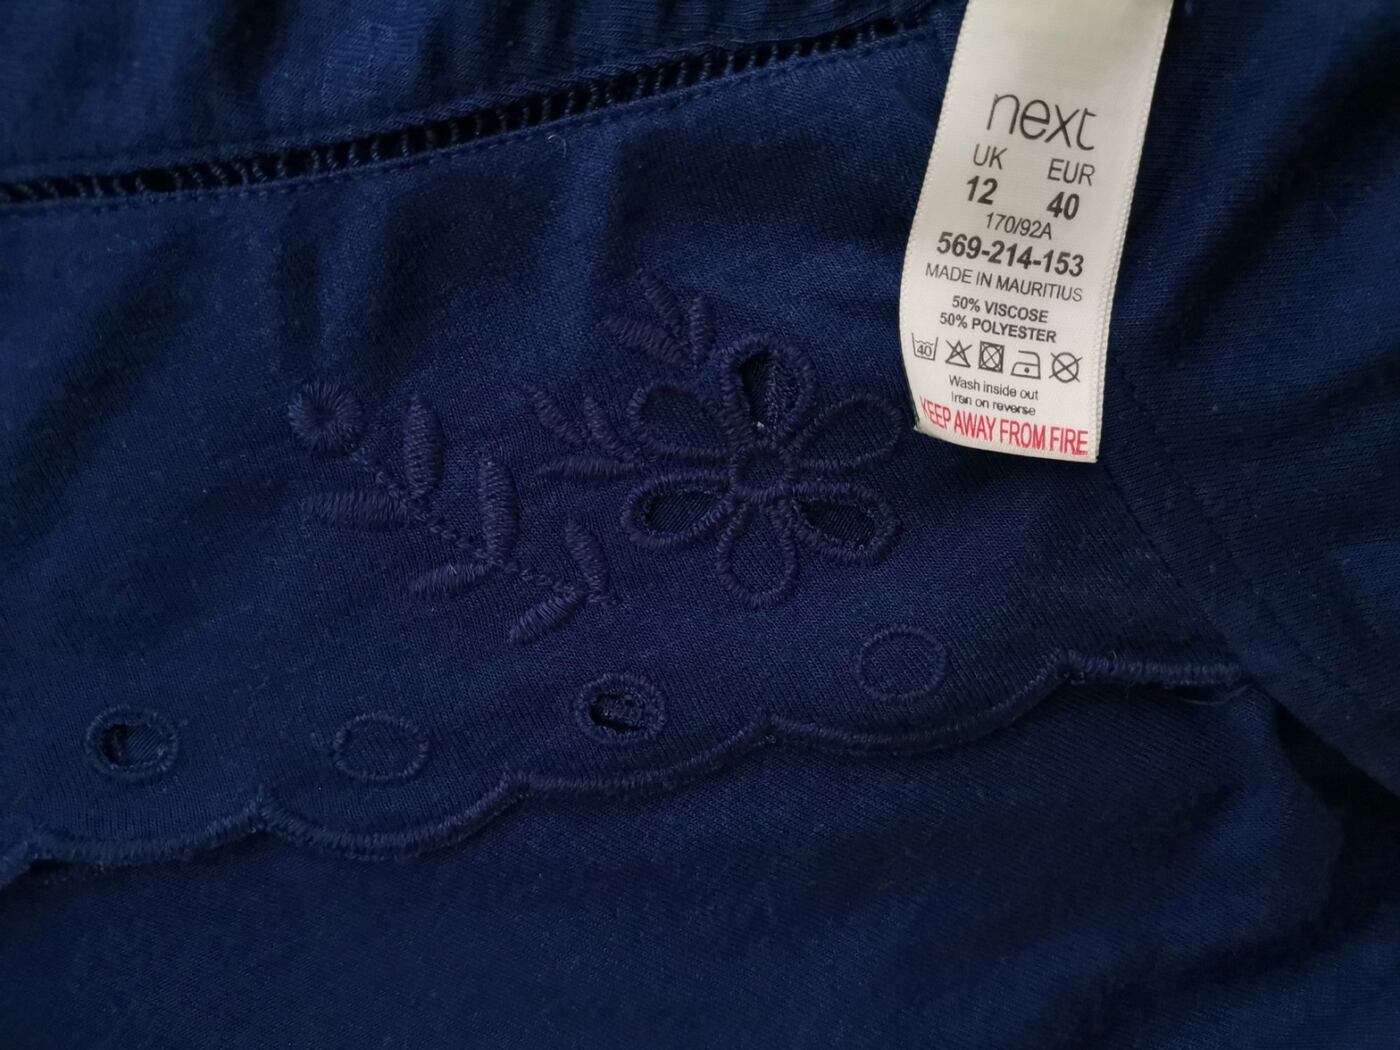 next
UK EUR
12 40
170/92A
569-214-153
MADE IN MAURITIUS
50% VISCOSE
50% POLYESTER
40
Wash inside out
Iron on reverse
KEEP AWAY FROM FIRE